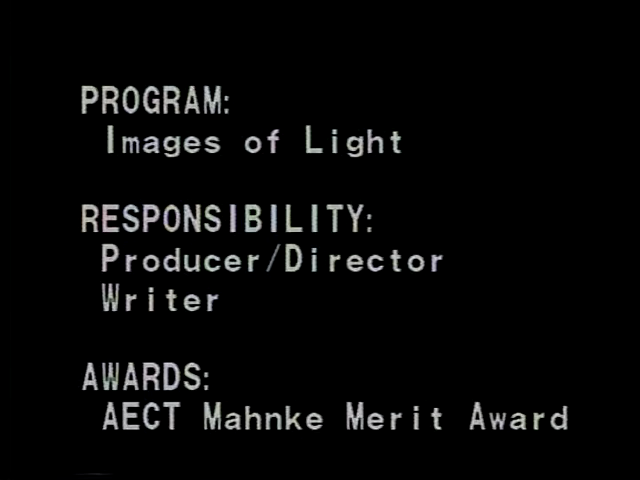 PROGRAM:
Images of Light
RESPONSIBILITY:
Producer/Director
Writer
AWARDS:
AECT Mahnke Merit Award